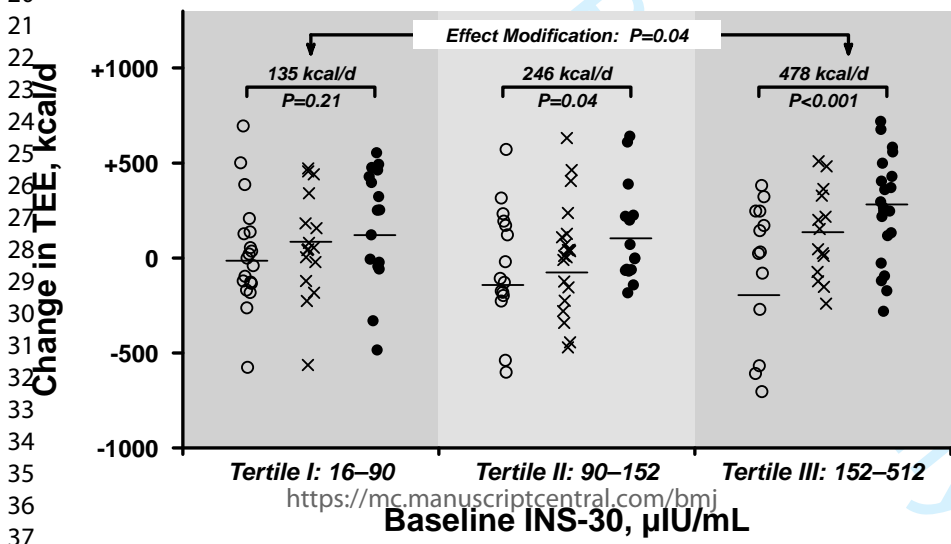 20
21
22
23
24
25
26
27
28
29
30
31
32
33
34
35
36
37
Change in TEE, kcal/d
+1000
+500
0
-500
-1000
Effect Modification: P=0.04
135 kcal/d
P=0.21
246 kcal/d
P=0.04
478 kcal/d
P<0.001
Tertile I: 16–90
Tertile II: 90–152
Tertile III: 152–512
https://mc.manuscriptcentral.com/bmj
Baseline INS-30, µIU/mL